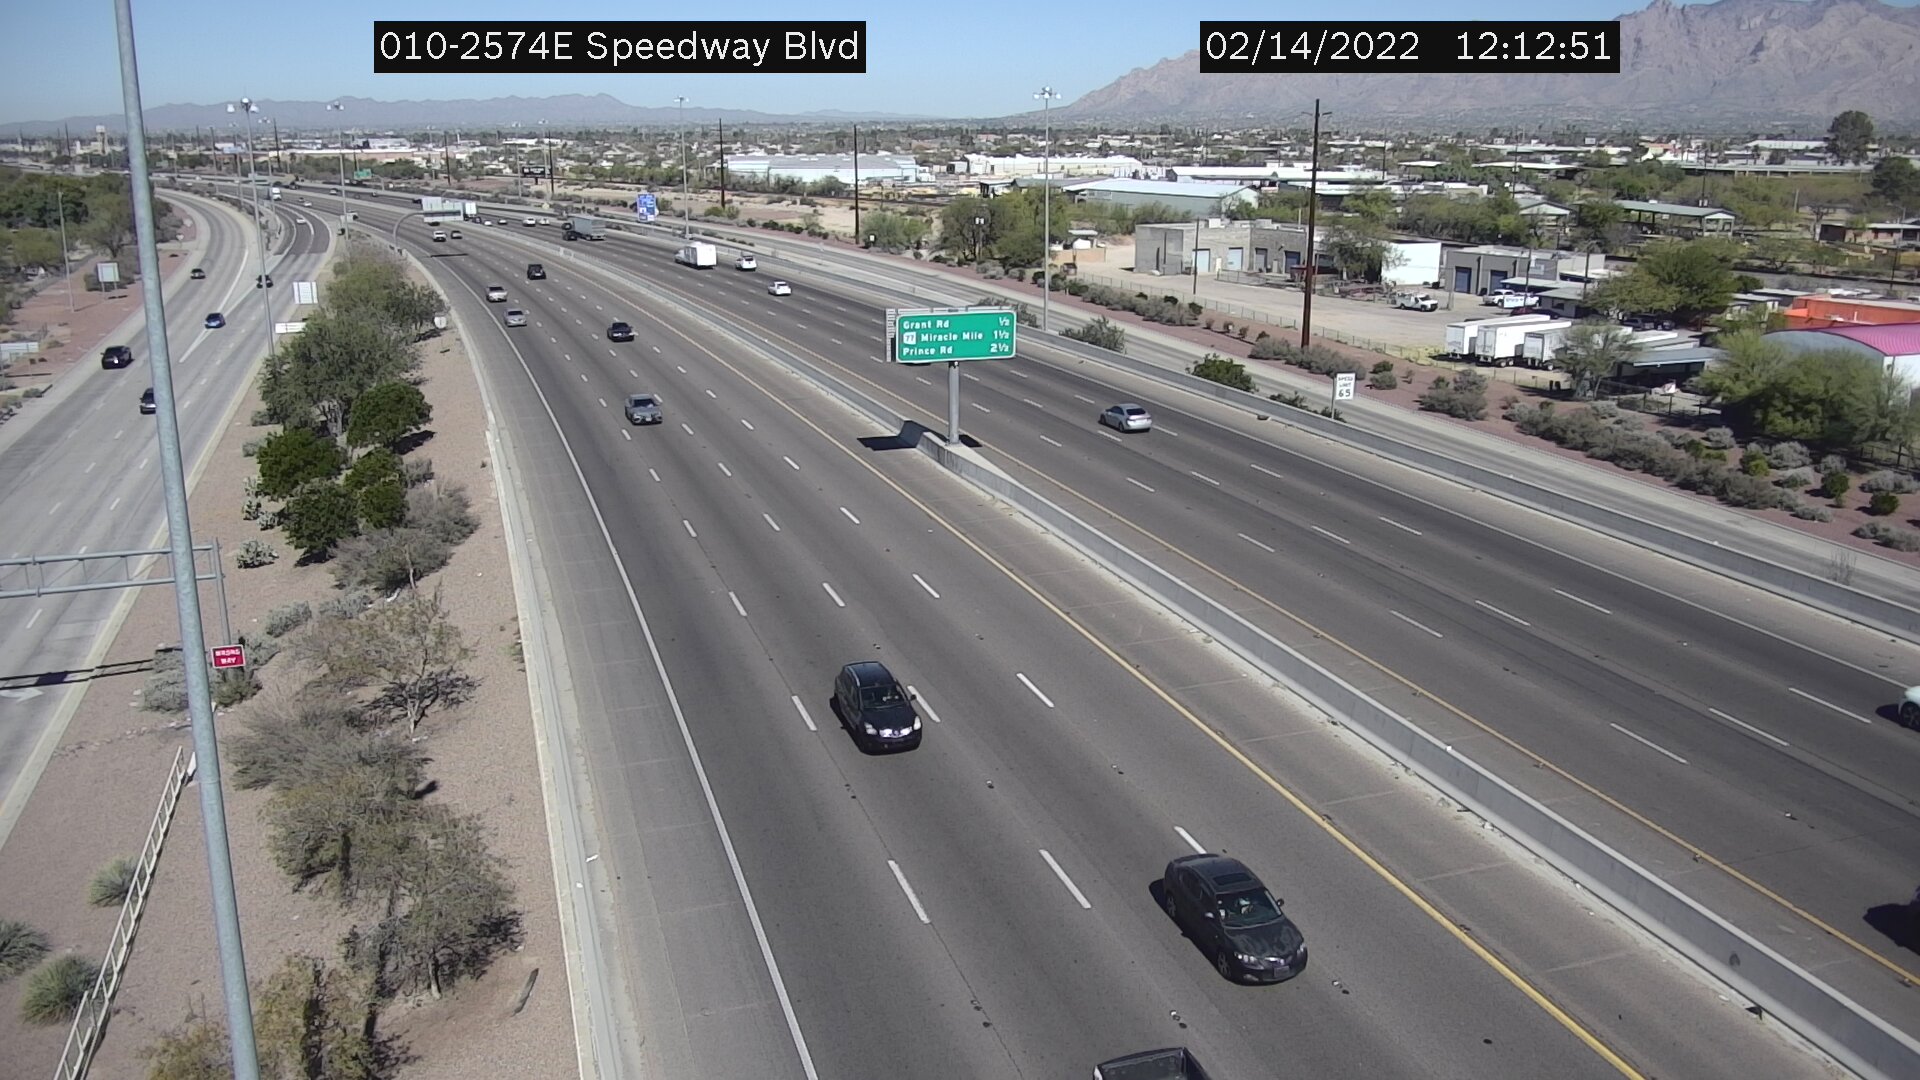 010-2574E Speedway Blvd
02/14/2022 12:12:51
Grant Rd ½
77 Miracle Mile 1½
Prince Rd 2½
SPEED
LIMIT
65
WRONG
WAY